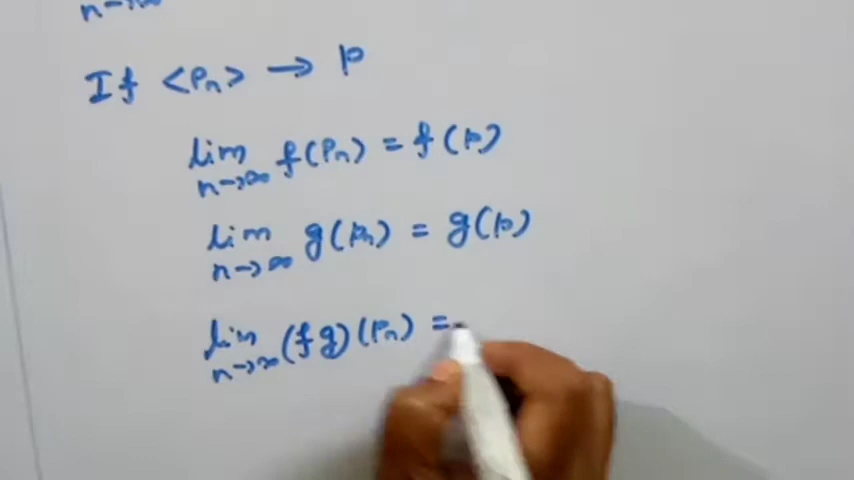 n→∞
If <Pn> → p
lim n→∞ f(Pn) = f(p)
lim n→∞ g(pn) = g(p)
lim n→∞ (fg)(pn) =